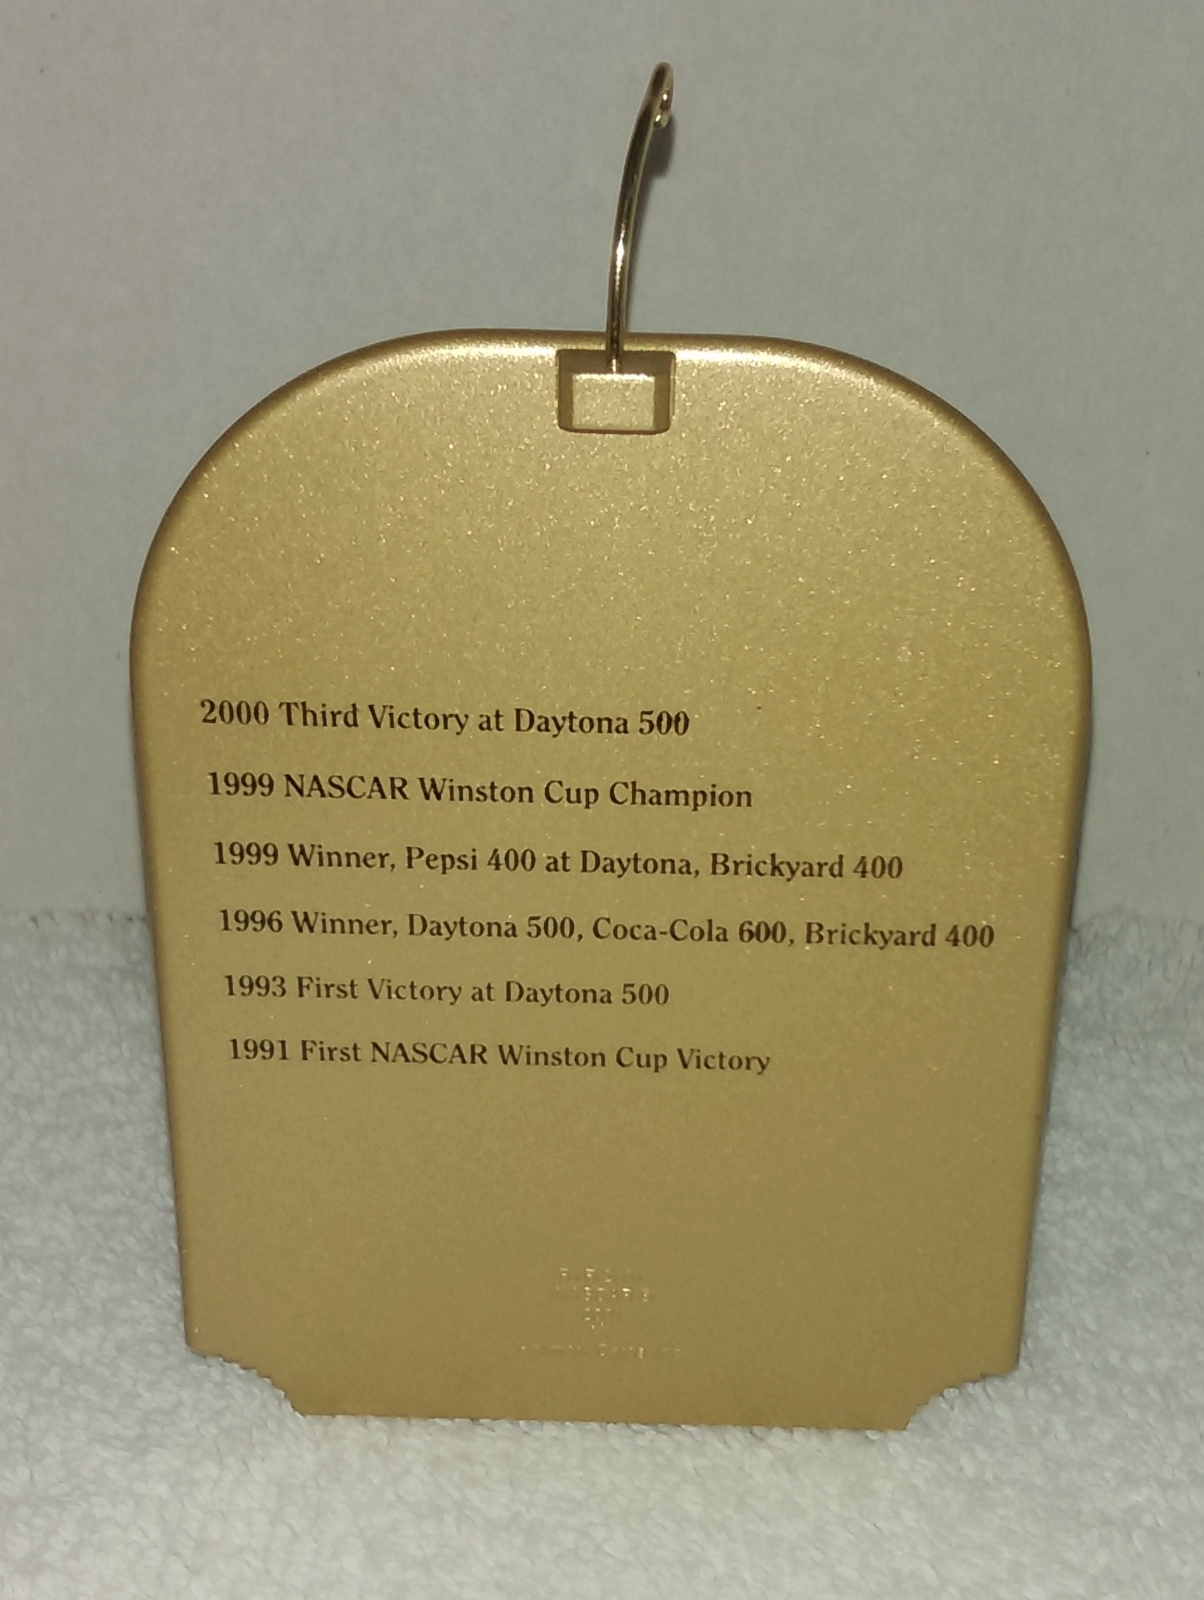 2000 Third Victory at Daytona 500
1999 NASCAR Winston Cup Champion
1999 Winner, Pepsi 400 at Daytona, Brickyard 400
1996 Winner, Daytona 500, Coca-Cola 600, Brickyard 400
1993 First Victory at Daytona 500
1991 First NASCAR Winston Cup Victory